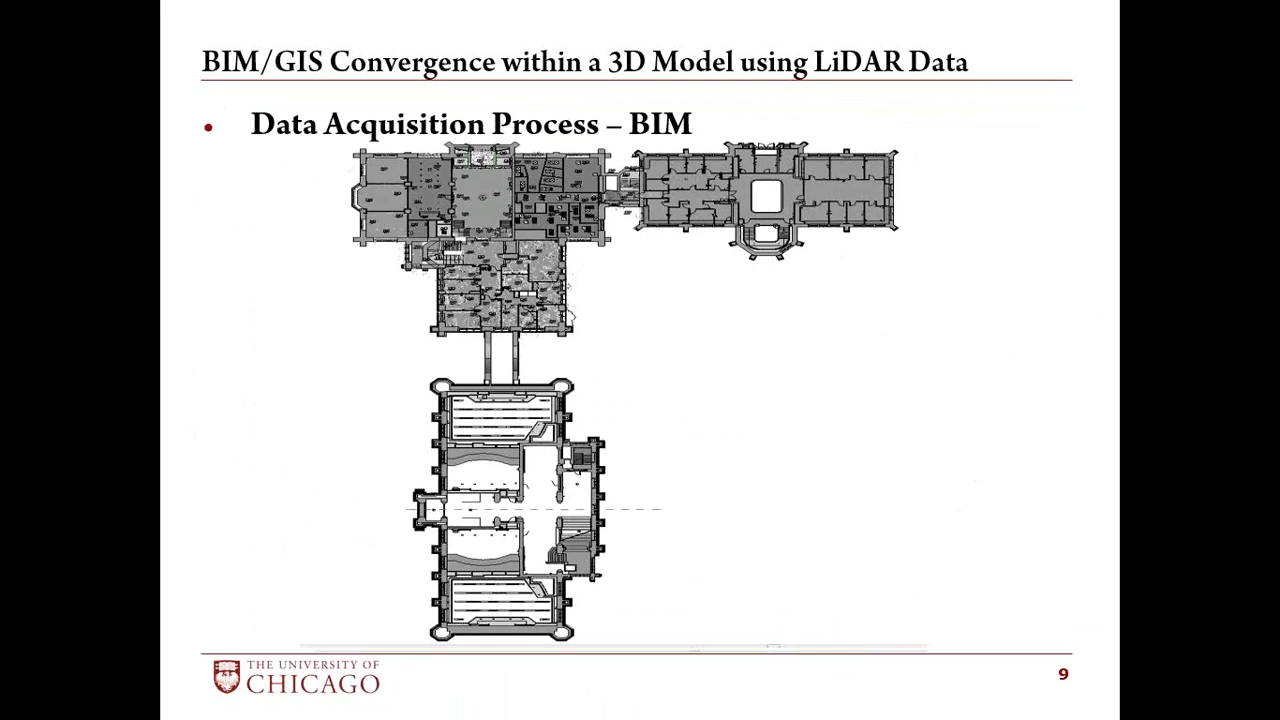 BIM/GIS Convergence within a 3D Model using LiDAR Data
• Data Acquisition Process – BIM
THE UNIVERSITY OF
CHICAGO
9